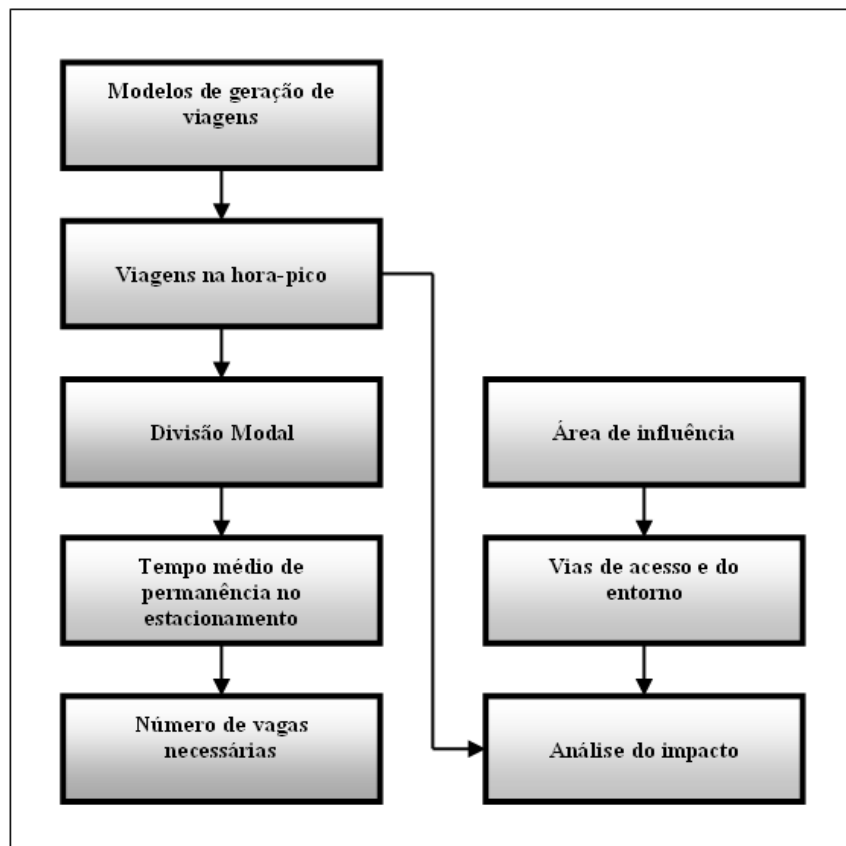 Modelos de geração de
viagens
Viagens na hora-pico
Divisão Modal
Tempo médio de
permanência no
estacionamento
Número de vagas
necessárias
Área de influência
Vias de acesso e do
entorno
Análise do impacto